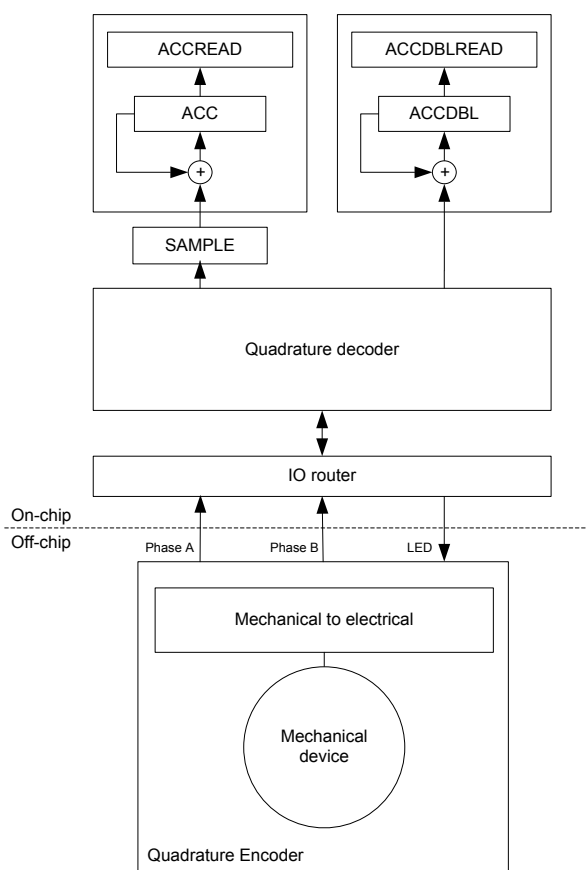 ACCREAD
ACCDBLREAD
ACC
ACCDBL
+
+
SAMPLE
Quadrature decoder
IO router
On-chip
Off-chip
Phase A
Phase B
LED
Mechanical to electrical
Mechanical
device
Quadrature Encoder